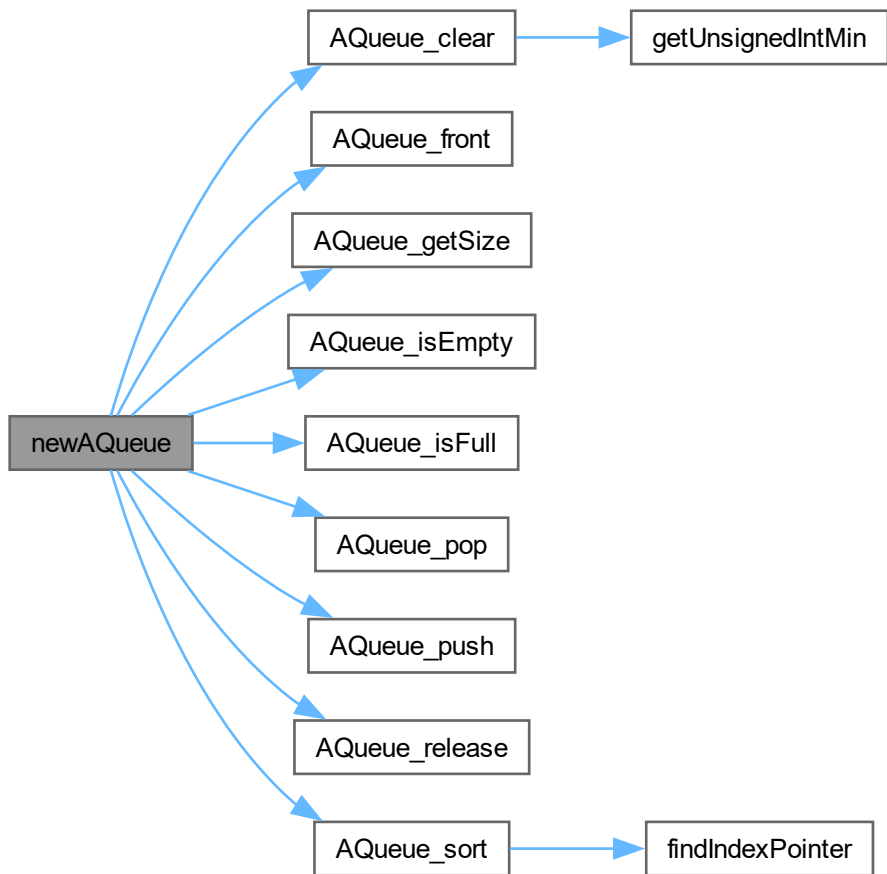 AQueue_clear
getUnsignedIntMin
AQueue_front
AQueue_getSize
AQueue_isEmpty
newAQueue
AQueue_isFull
AQueue_pop
AQueue_push
AQueue_release
AQueue_sort
findIndexPointer